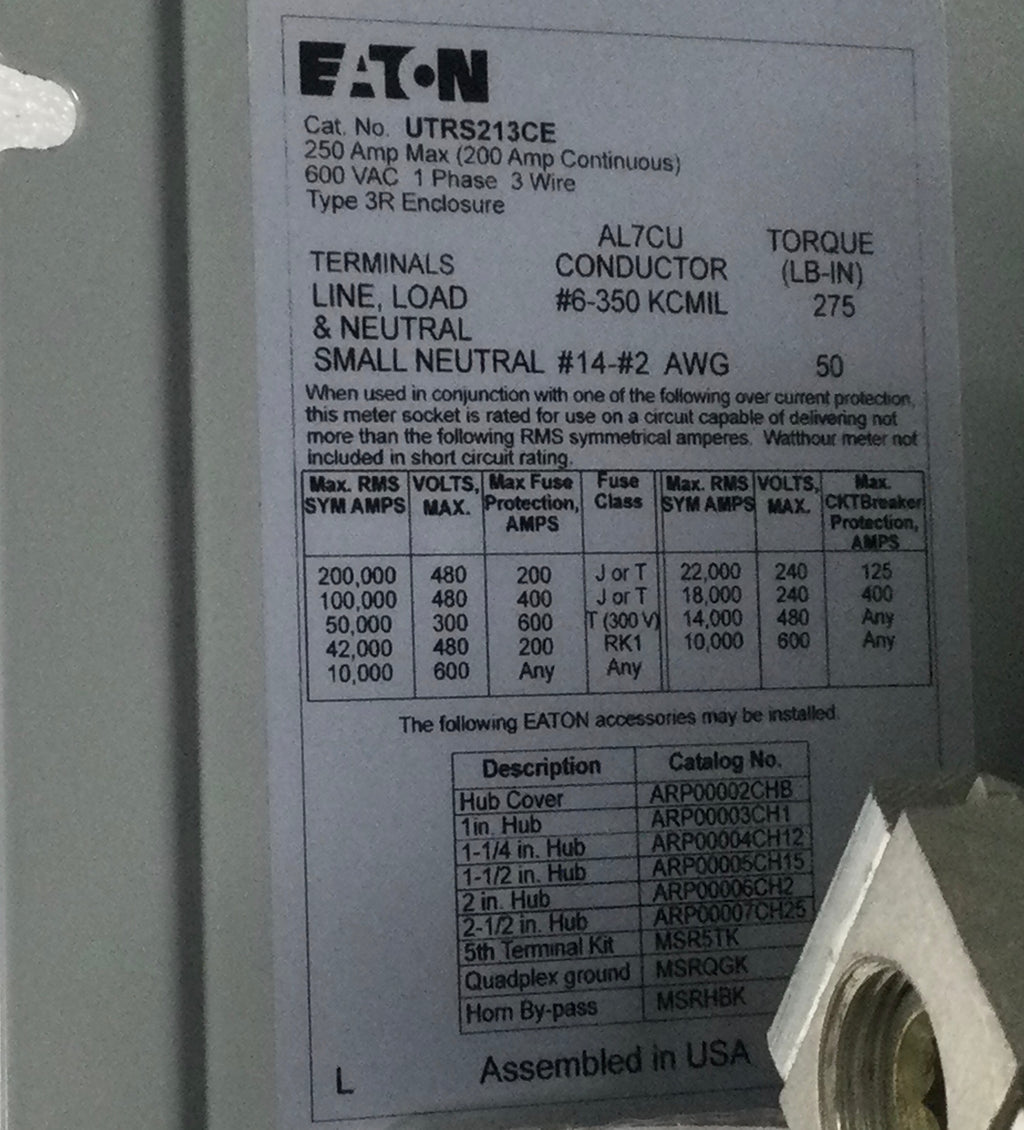 EATON
Cat. No. UTRS213CE
250 Amp Max (200 Amp Continuous)
600 VAC 1 Phase 3 Wire
Type 3R Enclosure
TERMINALS AL7CU CONDUCTOR TORQUE (LB-IN)
LINE, LOAD & NEUTRAL #6-350 KCMIL 275
SMALL NEUTRAL #14-#2 AWG 50
When used in conjunction with one of the following over current protection,
this meter socket is rated for use on a circuit capable of delivering not
more than the following RMS symmetrical amperes. Watthour meter not
included in short circuit rating.
Max. RMS SYM AMPS VOLTS, MAX. Max Fuse Protection, AMPS Fuse Class Max. RMS SYM AMPS VOLTS, MAX. Max. CKTBreaker Protection, AMPS
200,000 480 200 J or T 22,000 240 125
100,000 480 400 J or T 18,000 240 400
50,000 300 600 T (300 V) 14,000 480 Any
42,000 480 200 RK1 10,000 600 Any
10,000 600 Any Any
The following EATON accessories may be installed
Description Catalog No.
Hub Cover ARP00002CHB
1in. Hub ARP00003CH1
1-1/4 in. Hub ARP00004CH12
1-1/2 in. Hub ARP00005CH15
2 in. Hub ARP00006CH2
2-1/2 in. Hub ARP00007CH25
5th Terminal Kit MSR5TK
Quadplex ground MSRQGK
Horn By-pass MSRHBK
L Assembled in USA